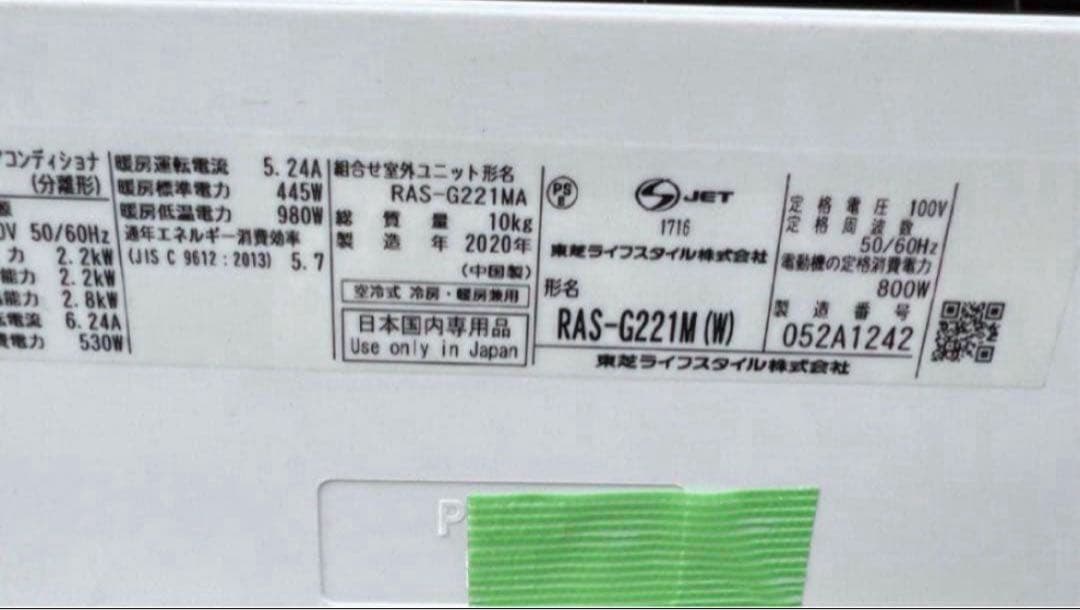 コンディショナ
(分離形)
0V 50/60Hz
力 2.2kW
能力 2.2kW
能力 2.8kW
電流 6.24A
費電力 530W
暖房運転電流 5.24A
暖房標準電力 445W
暖房低温電力 980W
通年エネルギー消費効率
(JIS C 9612:2013) 5.7
組合せ室外ユニット形名
RAS-G221MA
総質量 10kg
製造年 2020年
(中国製)
空冷式 冷房・暖房兼用
日本国内専用品
Use only in Japan
PS
E
JET
1716
東芝ライフスタイル株式会社
形名
RAS-G221M(W)
東芝ライフスタイル株式会社
定格電圧 100V
定格周波数
50/60Hz
電動機の定格消費電力
800W
製造番号
052A1242
P